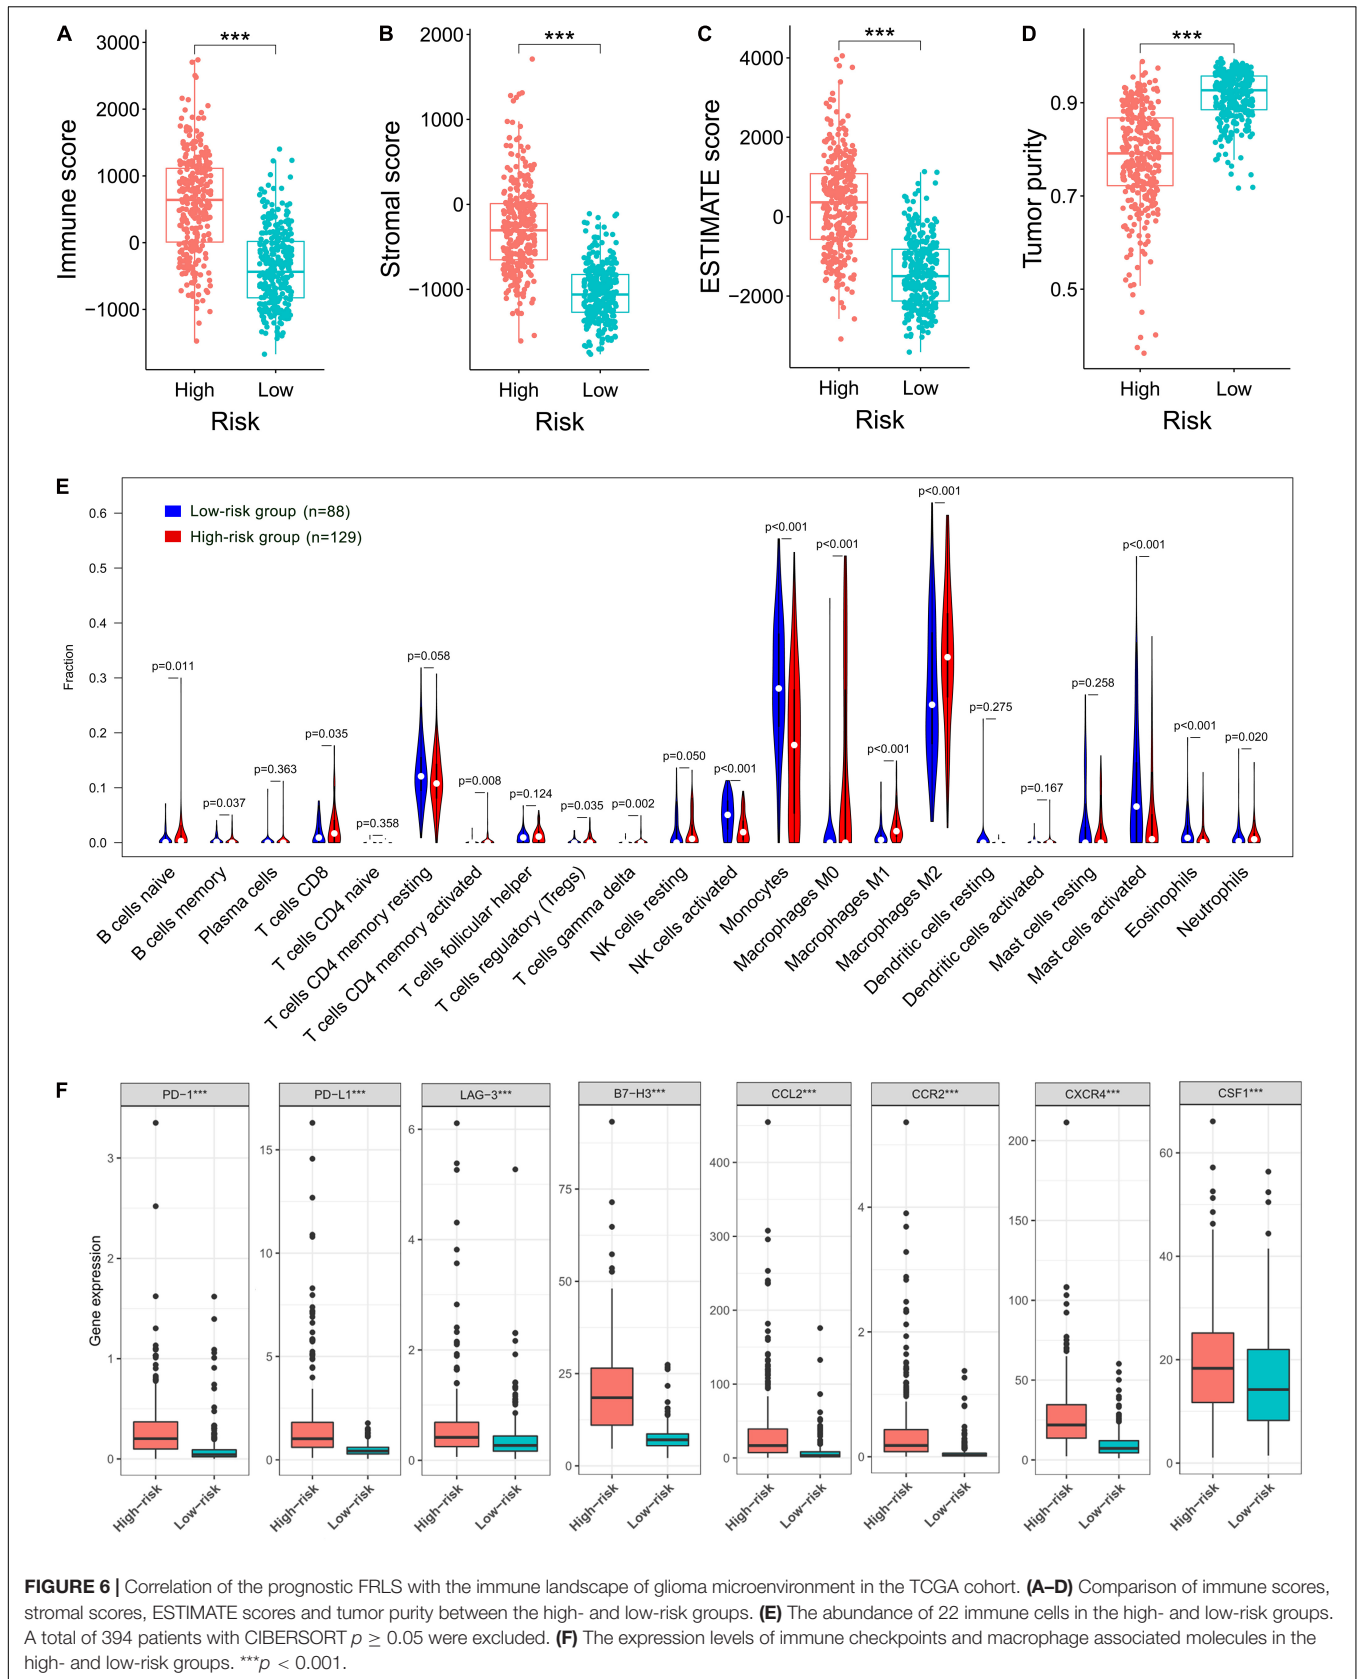 A
***
3000
2000
1000
0
−1000
Immune score
High Low
Risk
B
***
2000
1000
0
−1000
Stromal score
High Low
Risk
C
***
4000
2000
0
−2000
ESTIMATE score
High Low
Risk
D
***
0.9
0.7
0.5
Tumor purity
High Low
Risk
E
Low-risk group (n=88)
High-risk group (n=129)
0.6
0.5
0.4
0.3
0.2
0.1
0.0
Fraction
p=0.011
p=0.037
p=0.363
p=0.035
p=0.358
p=0.058
p=0.008
p=0.124
p=0.035
p=0.002
p=0.050
p<0.001
p<0.001
p<0.001
p<0.001
p<0.001
p=0.275
p=0.167
p=0.258
p<0.001
p<0.001
p=0.020
B cells naive
B cells memory
Plasma cells
T cells CD8
T cells CD4 naive
T cells CD4 memory resting
T cells CD4 memory activated
T cells follicular helper
T cells regulatory (Tregs)
T cells gamma delta
NK cells resting
NK cells activated
Monocytes
Macrophages M0
Macrophages M1
Macrophages M2
Dendritic cells resting
Dendritic cells activated
Mast cells resting
Mast cells activated
Eosinophils
Neutrophils
F
Gene expression
PD−1***
3
2
1
0
High−risk
Low−risk
PD−L1***
15
10
5
0
High−risk
Low−risk
LAG−3***
6
4
2
0
High−risk
Low−risk
B7−H3***
75
50
25
0
High−risk
Low−risk
CCL2***
400
300
200
100
0
High−risk
Low−risk
CCR2***
4
2
0
High−risk
Low−risk
CXCR4***
200
150
100
50
0
High−risk
Low−risk
CSF1***
60
40
20
0
High−risk
Low−risk
FIGURE 6 | Correlation of the prognostic FRLS with the immune landscape of glioma microenvironment in the TCGA cohort. (A–D) Comparison of immune scores,
stromal scores, ESTIMATE scores and tumor purity between the high- and low-risk groups. (E) The abundance of 22 immune cells in the high- and low-risk groups.
A total of 394 patients with CIBERSORT p ≥ 0.05 were excluded. (F) The expression levels of immune checkpoints and macrophage associated molecules in the
high- and low-risk groups. ***p < 0.001.